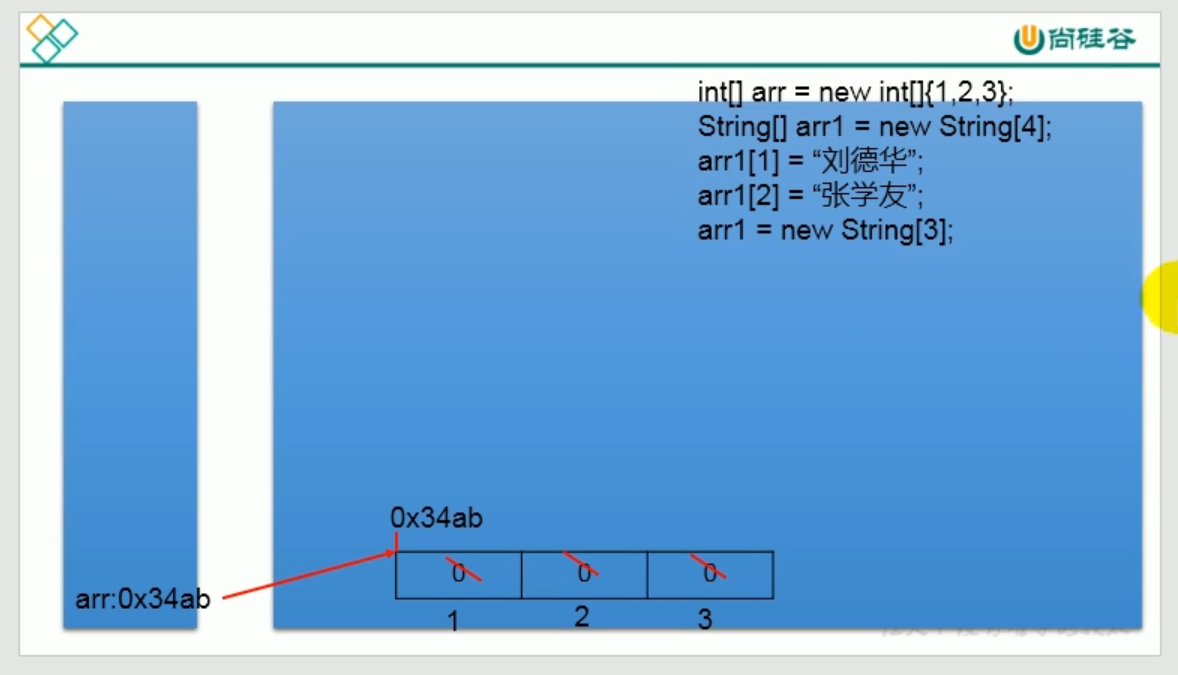 尚硅谷
int[] arr = new int[]{1,2,3};
String[] arr1 = new String[4];
arr1[1] = “刘德华”;
arr1[2] = “张学友”;
arr1 = new String[3];
0x34ab
0 0 0
arr:0x34ab
1 2 3